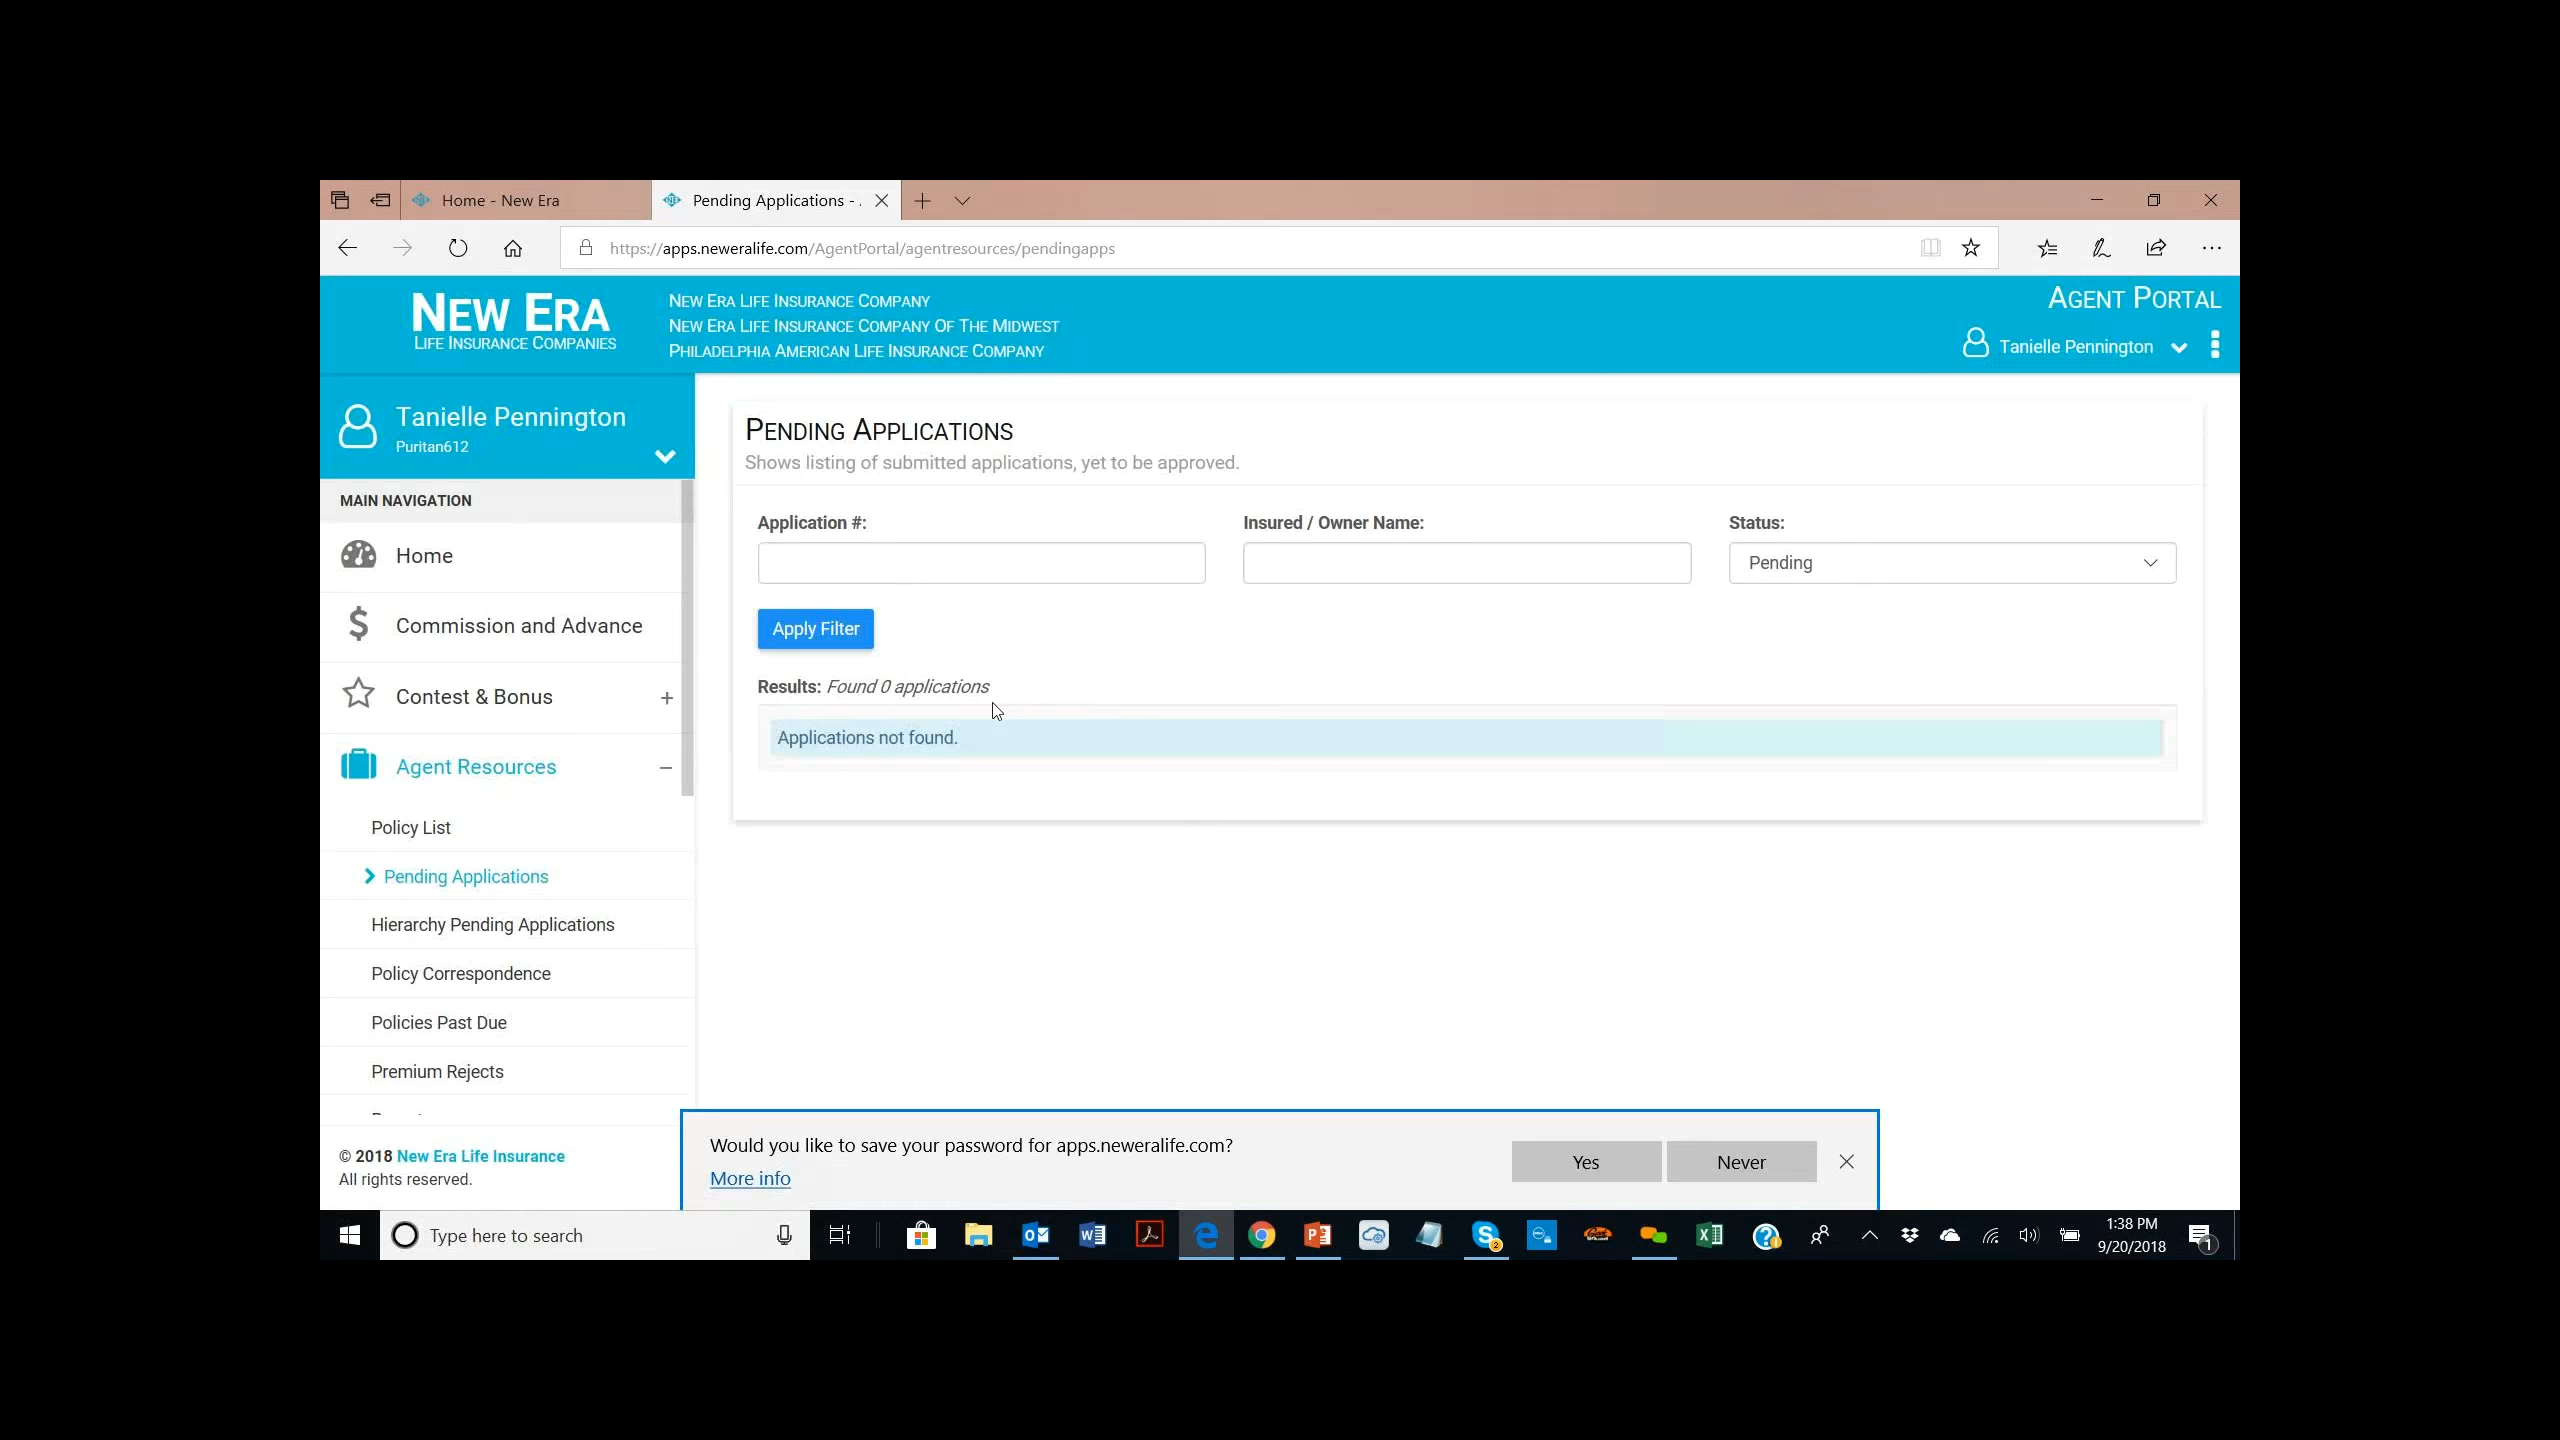 Home - New Era
Pending Applications - .
https://apps.neweralife.com/AgentPortal/agentresources/pendingapps
NEW ERA
LIFE INSURANCE COMPANIES
NEW ERA LIFE INSURANCE COMPANY
NEW ERA LIFE INSURANCE COMPANY OF THE MIDWEST
PHILADELPHIA AMERICAN LIFE INSURANCE COMPANY
AGENT PORTAL
Tanielle Pennington
Tanielle Pennington
Puritan612
MAIN NAVIGATION
Home
Commission and Advance
Contest & Bonus +
Agent Resources −
Policy List
Pending Applications
Hierarchy Pending Applications
Policy Correspondence
Policies Past Due
Premium Rejects
© 2018 New Era Life Insurance
All rights reserved.
PENDING APPLICATIONS
Shows listing of submitted applications, yet to be approved.
Application #: Insured / Owner Name: Status:
Pending
Apply Filter
Results: Found 0 applications
Applications not found.
Would you like to save your password for apps.neweralife.com?
More info
Yes
Never
Type here to search
1:38 PM
9/20/2018